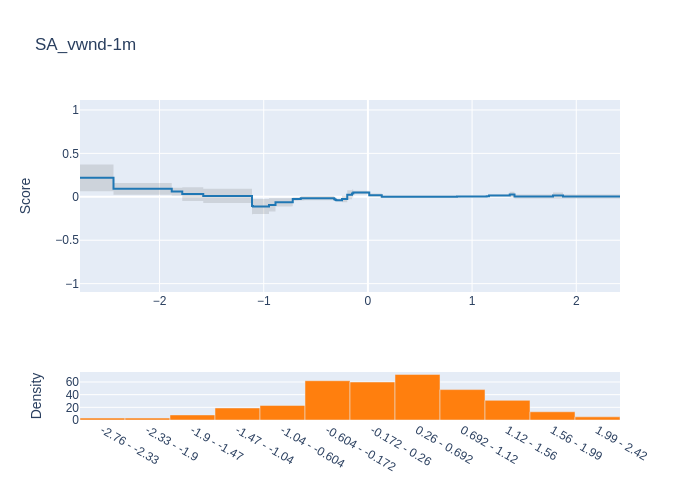 SA_vwnd-1m
Score
1
0.5
0
−0.5
−1
−2
−1
0
1
2
Density
60
40
20
0
-2.76 - -2.33
-2.33 - -1.9
-1.9 - -1.47
-1.47 - -1.04
-1.04 - -0.604
-0.604 - -0.172
-0.172 - 0.26
0.26 - 0.692
0.692 - 1.12
1.12 - 1.56
1.56 - 1.99
1.99 - 2.42